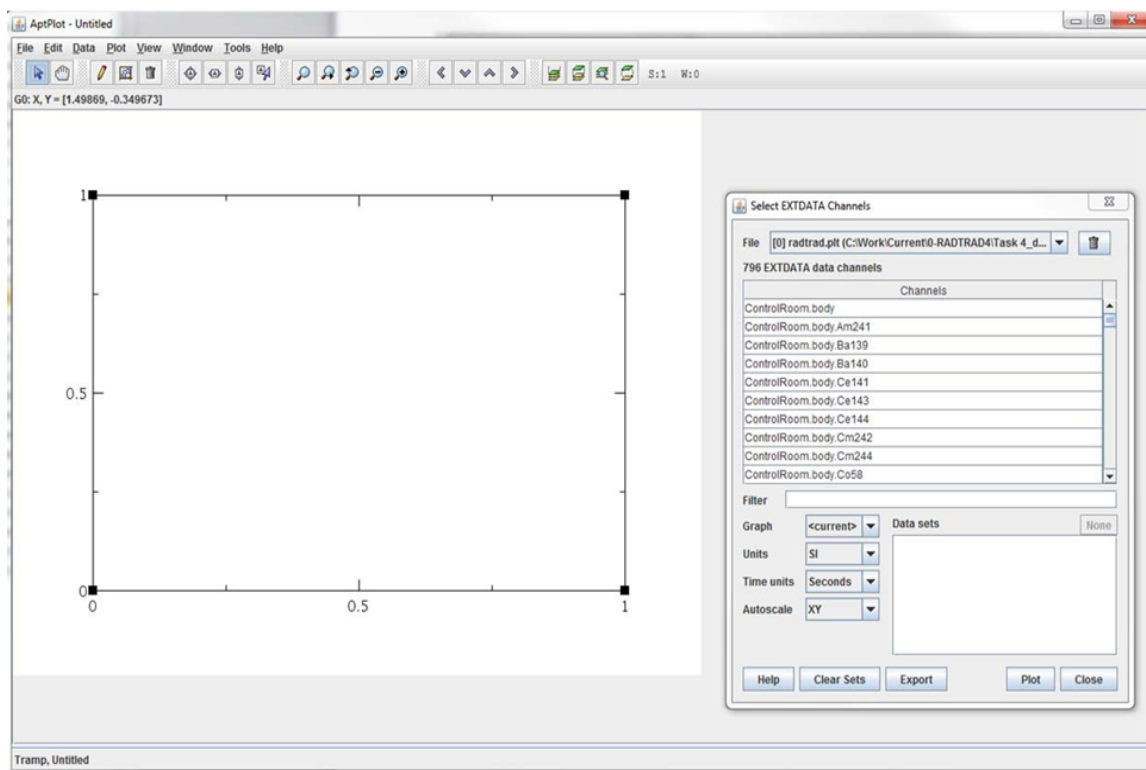 AptPlot - Untitled
File Edit Data Plot View Window Tools Help
S:1 W:0
G0: X, Y = [1.49869, -0.349673]
1
0.5
0
0 0.5 1
Select EXTDATA Channels
File [0] radtrad.plt (C:\Work\Current\0-RADTRAD4\Task 4_d...
796 EXTDATA data channels
Channels
ControlRoom.body
ControlRoom.body.Am241
ControlRoom.body.Ba139
ControlRoom.body.Ba140
ControlRoom.body.Ce141
ControlRoom.body.Ce143
ControlRoom.body.Ce144
ControlRoom.body.Cm242
ControlRoom.body.Cm244
ControlRoom.body.Co58
Filter
Graph <current> Data sets None
Units SI
Time units Seconds
Autoscale XY
Help Clear Sets Export Plot Close
Tramp, Untitled